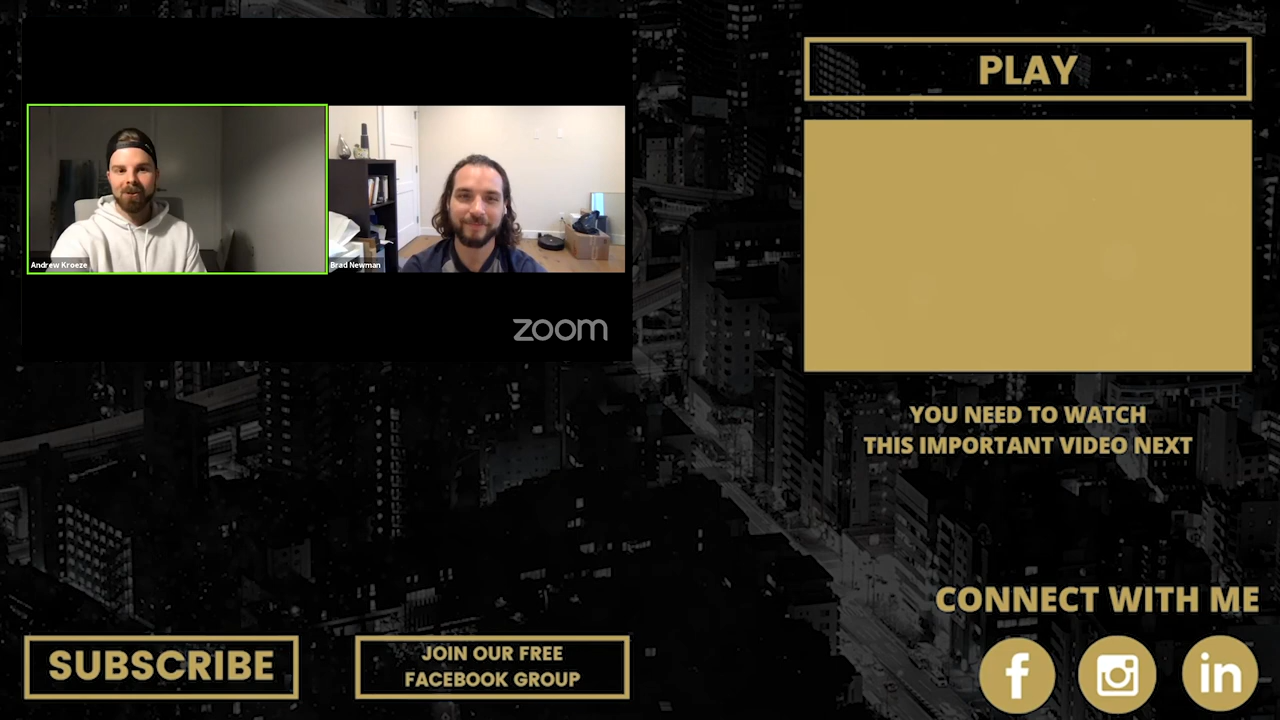 PLAY
Andrew Kroeze
Brad Newman
zoom
YOU NEED TO WATCH
THIS IMPORTANT VIDEO NEXT
CONNECT WITH ME
SUBSCRIBE
JOIN OUR FREE
FACEBOOK GROUP
f
in